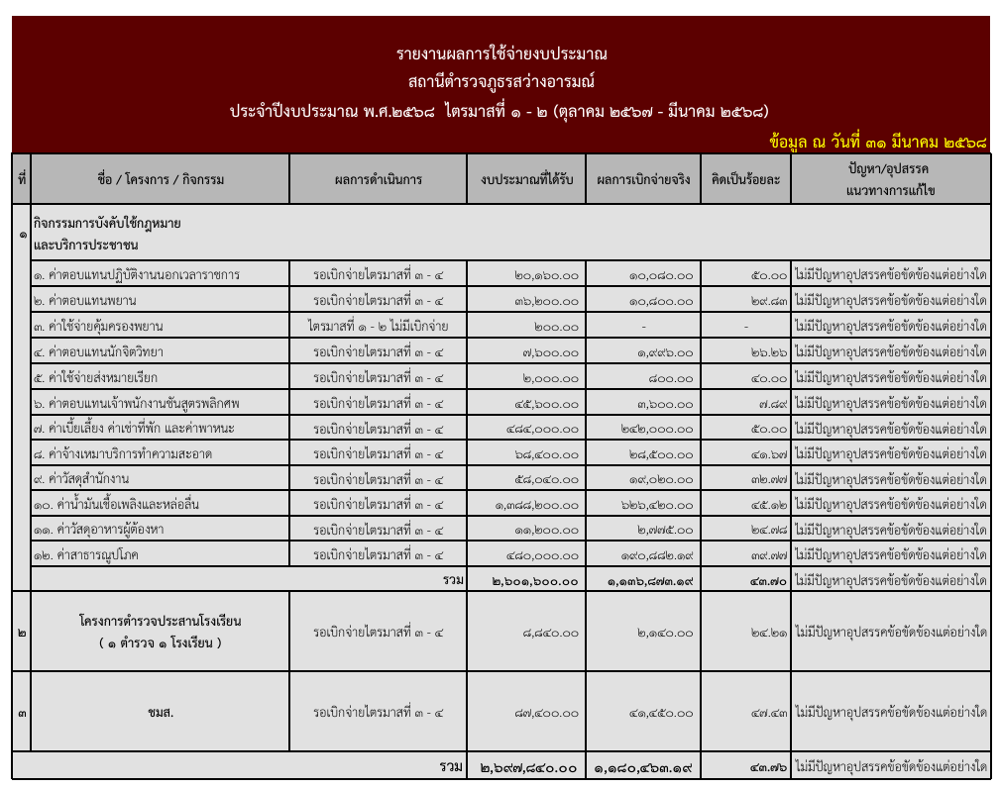 รายงานผลการใช้จ่ายงบประมาณ
สถานีตำรวจภูธรสว่างอารมณ์
ประจำปีงบประมาณ พ.ศ.๒๕๖๘ ไตรมาสที่ ๑ - ๒ (ตุลาคม ๒๕๖๗ - มีนาคม ๒๕๖๘)
ข้อมูล ณ วันที่ ๓๑ มีนาคม ๒๕๖๘
ที่ ชื่อ / โครงการ / กิจกรรม ผลการดำเนินการ งบประมาณที่ได้รับ ผลการเบิกจ่ายจริง คิดเป็นร้อยละ ปัญหา/อุปสรรค
แนวทางการแก้ไข
๑ กิจกรรมการบังคับใช้กฎหมาย
และบริการประชาชน
๑. ค่าตอบแทนปฏิบัติงานนอกเวลาราชการ รอเบิกจ่ายไตรมาสที่ ๓ - ๔ ๒๐,๑๖๐.๐๐ ๑๐,๐๘๐.๐๐ ๕๐.๐๐ ไม่มีปัญหาอุปสรรคข้อขัดข้องแต่อย่างใด
๒. ค่าตอบแทนพยาน รอเบิกจ่ายไตรมาสที่ ๓ - ๔ ๓๖,๒๐๐.๐๐ ๑๐,๘๐๐.๐๐ ๒๙.๘๓ ไม่มีปัญหาอุปสรรคข้อขัดข้องแต่อย่างใด
๓. ค่าใช้จ่ายคุ้มครองพยาน ไตรมาสที่ ๑ - ๒ ไม่มีเบิกจ่าย ๒๐๐.๐๐ - - ไม่มีปัญหาอุปสรรคข้อขัดข้องแต่อย่างใด
๔. ค่าตอบแทนนักจิตวิทยา รอเบิกจ่ายไตรมาสที่ ๓ - ๔ ๗,๖๐๐.๐๐ ๑,๙๙๖.๐๐ ๒๖.๒๖ ไม่มีปัญหาอุปสรรคข้อขัดข้องแต่อย่างใด
๕. ค่าใช้จ่ายส่งหมายเรียก รอเบิกจ่ายไตรมาสที่ ๓ - ๔ ๒,๐๐๐.๐๐ ๘๐๐.๐๐ ๔๐.๐๐ ไม่มีปัญหาอุปสรรคข้อขัดข้องแต่อย่างใด
๖. ค่าตอบแทนเจ้าพนักงานชันสูตรพลิกศพ รอเบิกจ่ายไตรมาสที่ ๓ - ๔ ๔๕,๖๐๐.๐๐ ๓,๖๐๐.๐๐ ๗.๘๙ ไม่มีปัญหาอุปสรรคข้อขัดข้องแต่อย่างใด
๗. ค่าเบี้ยเลี้ยง ค่าเช่าที่พัก และค่าพาหนะ รอเบิกจ่ายไตรมาสที่ ๓ - ๔ ๔๘๔,๐๐๐.๐๐ ๒๔๒,๐๐๐.๐๐ ๕๐.๐๐ ไม่มีปัญหาอุปสรรคข้อขัดข้องแต่อย่างใด
๘. ค่าจ้างเหมาบริการทำความสะอาด รอเบิกจ่ายไตรมาสที่ ๓ - ๔ ๖๘,๔๐๐.๐๐ ๒๘,๕๐๐.๐๐ ๔๑.๖๗ ไม่มีปัญหาอุปสรรคข้อขัดข้องแต่อย่างใด
๙. ค่าวัสดุสำนักงาน รอเบิกจ่ายไตรมาสที่ ๓ - ๔ ๕๘,๐๔๐.๐๐ ๑๙,๐๒๐.๐๐ ๓๒.๗๗ ไม่มีปัญหาอุปสรรคข้อขัดข้องแต่อย่างใด
๑๐. ค่าน้ำมันเชื้อเพลิงและหล่อลื่น รอเบิกจ่ายไตรมาสที่ ๓ - ๔ ๑,๓๘๘,๒๐๐.๐๐ ๖๒๖,๔๒๐.๐๐ ๔๕.๑๒ ไม่มีปัญหาอุปสรรคข้อขัดข้องแต่อย่างใด
๑๑. ค่าวัสดุอาหารผู้ต้องหา รอเบิกจ่ายไตรมาสที่ ๓ - ๔ ๑๑,๒๐๐.๐๐ ๒,๗๗๕.๐๐ ๒๔.๗๘ ไม่มีปัญหาอุปสรรคข้อขัดข้องแต่อย่างใด
๑๒. ค่าสาธารณูปโภค รอเบิกจ่ายไตรมาสที่ ๓ - ๔ ๔๘๐,๐๐๐.๐๐ ๑๙๐,๘๘๒.๑๙ ๓๙.๗๗ ไม่มีปัญหาอุปสรรคข้อขัดข้องแต่อย่างใด
รวม ๒,๖๐๑,๖๐๐.๐๐ ๑,๑๓๖,๘๗๓.๑๙ ๔๓.๗๐ ไม่มีปัญหาอุปสรรคข้อขัดข้องแต่อย่างใด
๒ โครงการตำรวจประสานโรงเรียน
( ๑ ตำรวจ ๑ โรงเรียน ) รอเบิกจ่ายไตรมาสที่ ๓ - ๔ ๘,๘๔๐.๐๐ ๒,๑๔๐.๐๐ ๒๔.๒๑ ไม่มีปัญหาอุปสรรคข้อขัดข้องแต่อย่างใด
๓ ชมส. รอเบิกจ่ายไตรมาสที่ ๓ - ๔ ๘๗,๔๐๐.๐๐ ๔๑,๔๕๐.๐๐ ๔๗.๔๓ ไม่มีปัญหาอุปสรรคข้อขัดข้องแต่อย่างใด
รวม ๒,๖๙๗,๘๔๐.๐๐ ๑,๑๘๐,๔๖๓.๑๙ ๔๓.๗๖ ไม่มีปัญหาอุปสรรคข้อขัดข้องแต่อย่างใด